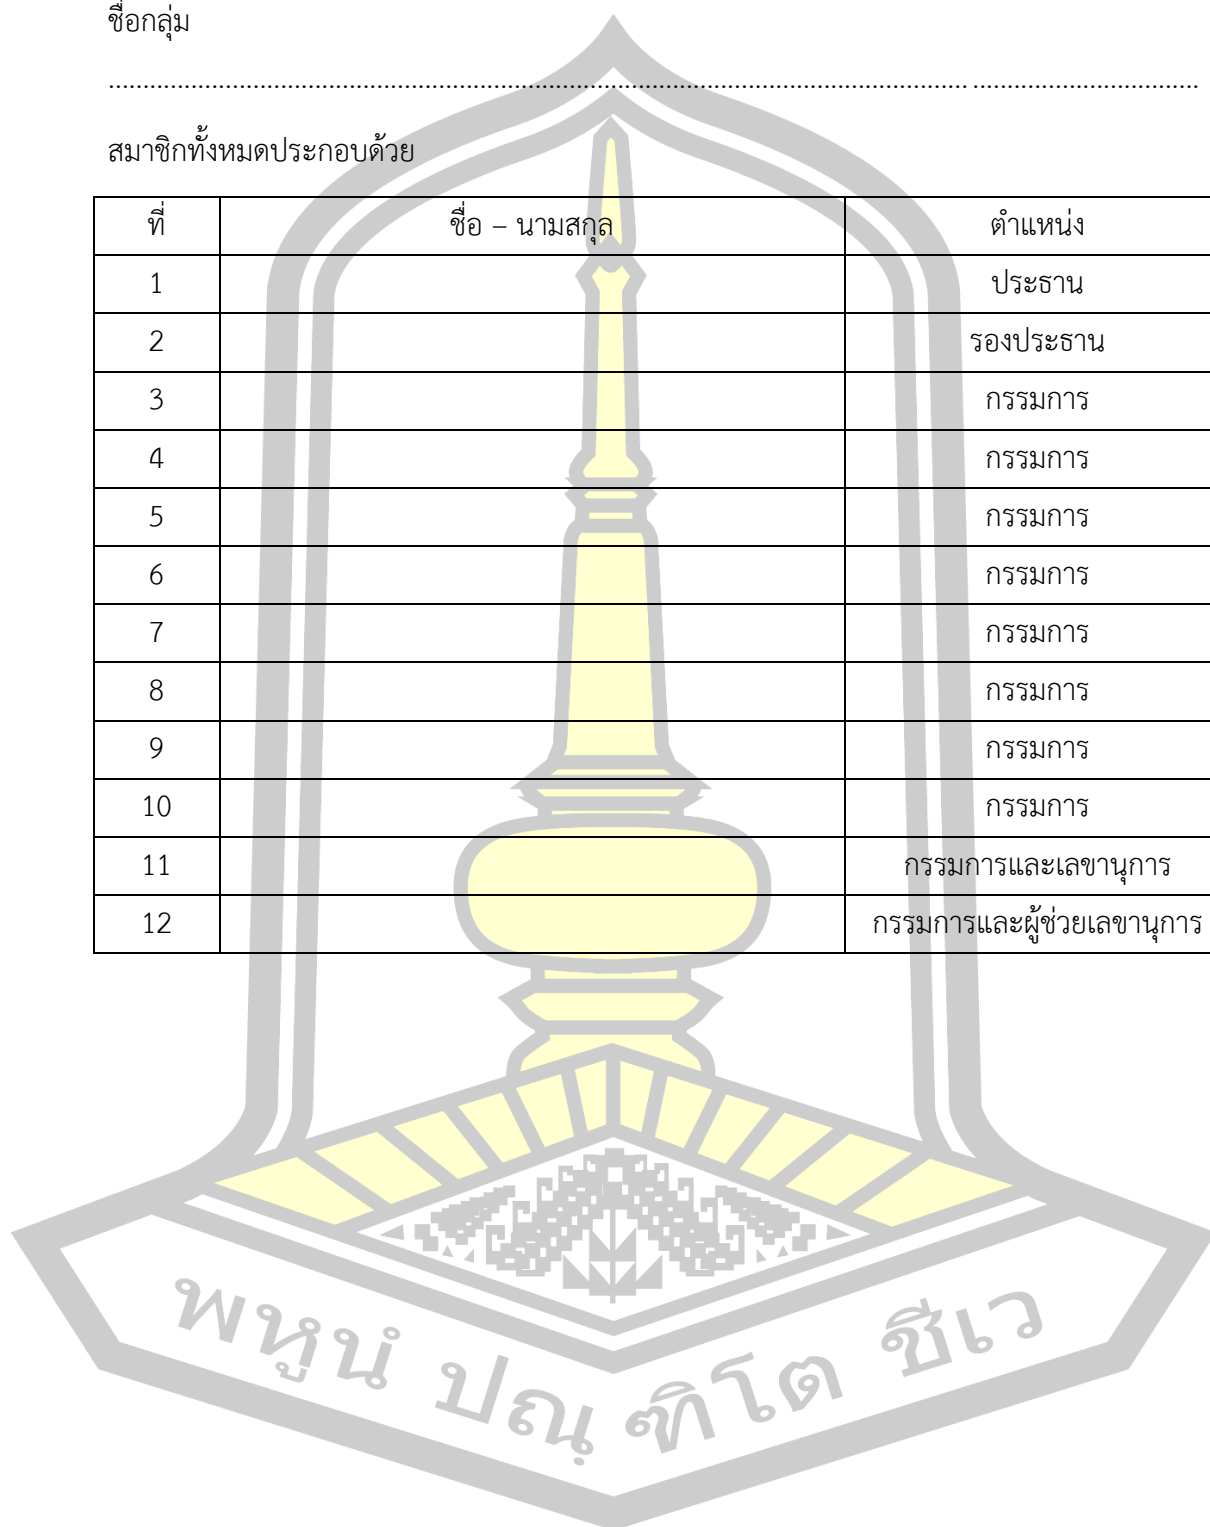 ชื่อกลุ่ม
................................................................................................................................ ..................................
สมาชิกทั้งหมดประกอบด้วย
ที่ ชื่อ – นามสกุล ตำแหน่ง
1 ประธาน
2 รองประธาน
3 กรรมการ
4 กรรมการ
5 กรรมการ
6 กรรมการ
7 กรรมการ
8 กรรมการ
9 กรรมการ
10 กรรมการ
11 กรรมการและเลขานุการ
12 กรรมการและผู้ช่วยเลขานุการ
พหูนํ ปณฺฑิโต ชีเว